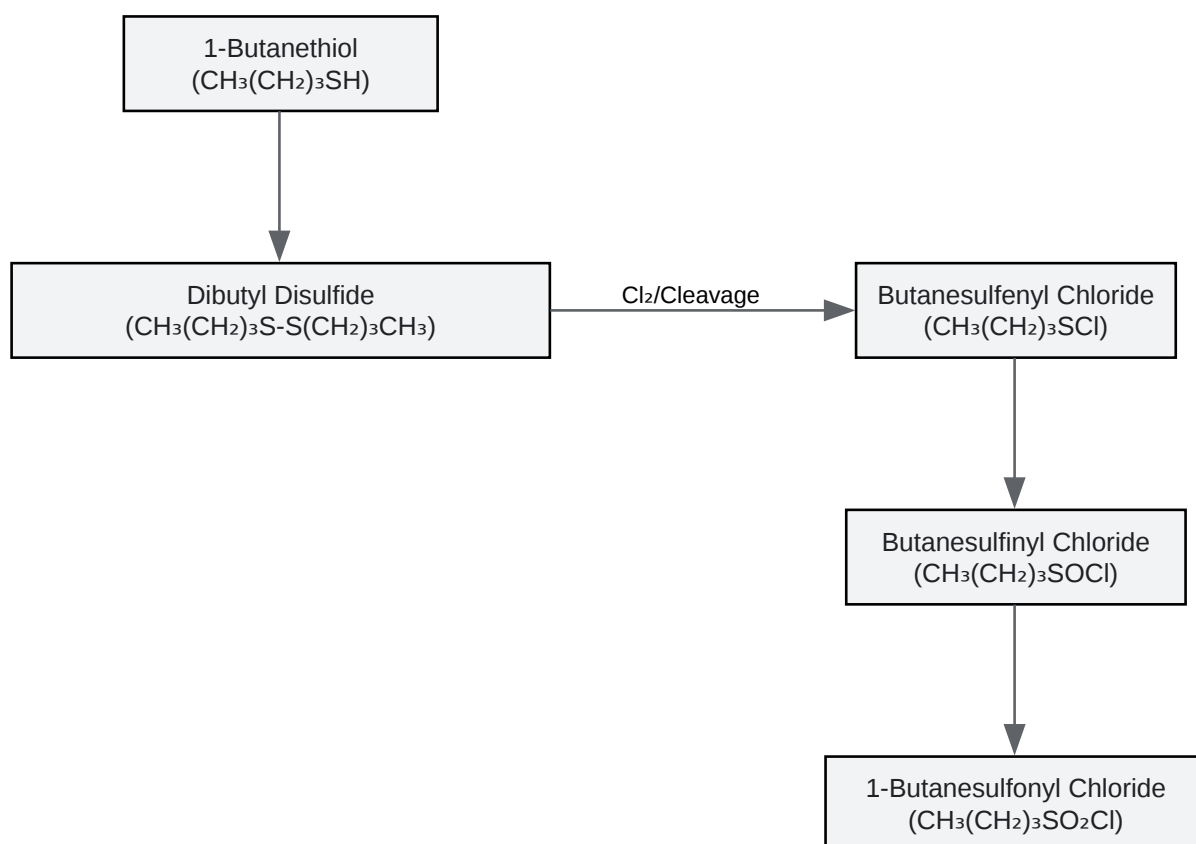 1-Butanethiol
(CH₃(CH₂)₃SH)
Dibutyl Disulfide
(CH₃(CH₂)₃S-S(CH₂)₃CH₃)
Cl₂/Cleavage
Butanesulfenyl Chloride
(CH₃(CH₂)₃SCl)
Butanesulfinyl Chloride
(CH₃(CH₂)₃SOCl)
1-Butanesulfonyl Chloride
(CH₃(CH₂)₃SO₂Cl)